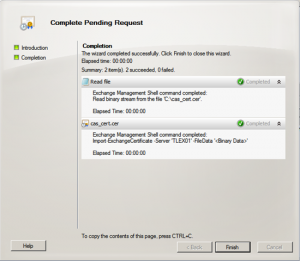 Complete Pending Request
Introduction
Completion
Completion
The wizard completed successfully. Click Finish to close this wizard.
Elapsed time: 00:00:00
Summary: 2 item(s). 2 succeeded, 0 failed.
Read file
Completed
Exchange Management Shell command completed:
Read binary stream from the file 'C:\cas_cert.cer'.
Elapsed Time: 00:00:00
cas_cert.cer
Completed
Exchange Management Shell command completed:
Import-ExchangeCertificate -Server 'TLEX01' -FileData '<Binary Data>'
Elapsed Time: 00:00:00
To copy the contents of this page, press CTRL+C.
Help
< Back
Finish
Cancel